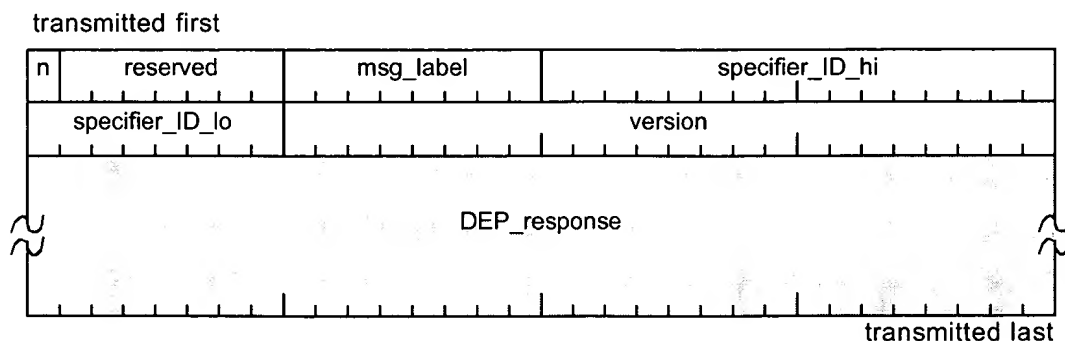 transmitted first
n reserved msg_label specifier_ID_hi
specifier_ID_lo version
DEP_response
transmitted last